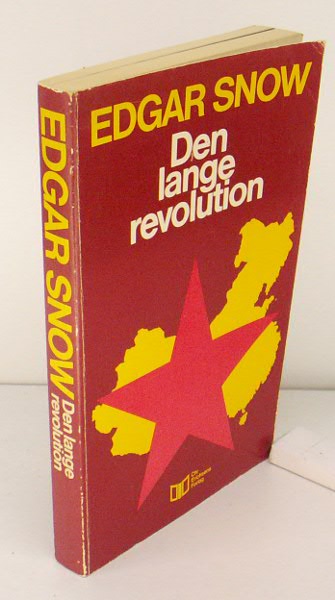 EDGAR SNOW
Den
lange
revolution
EDGAR SNOW
Den lange
revolution